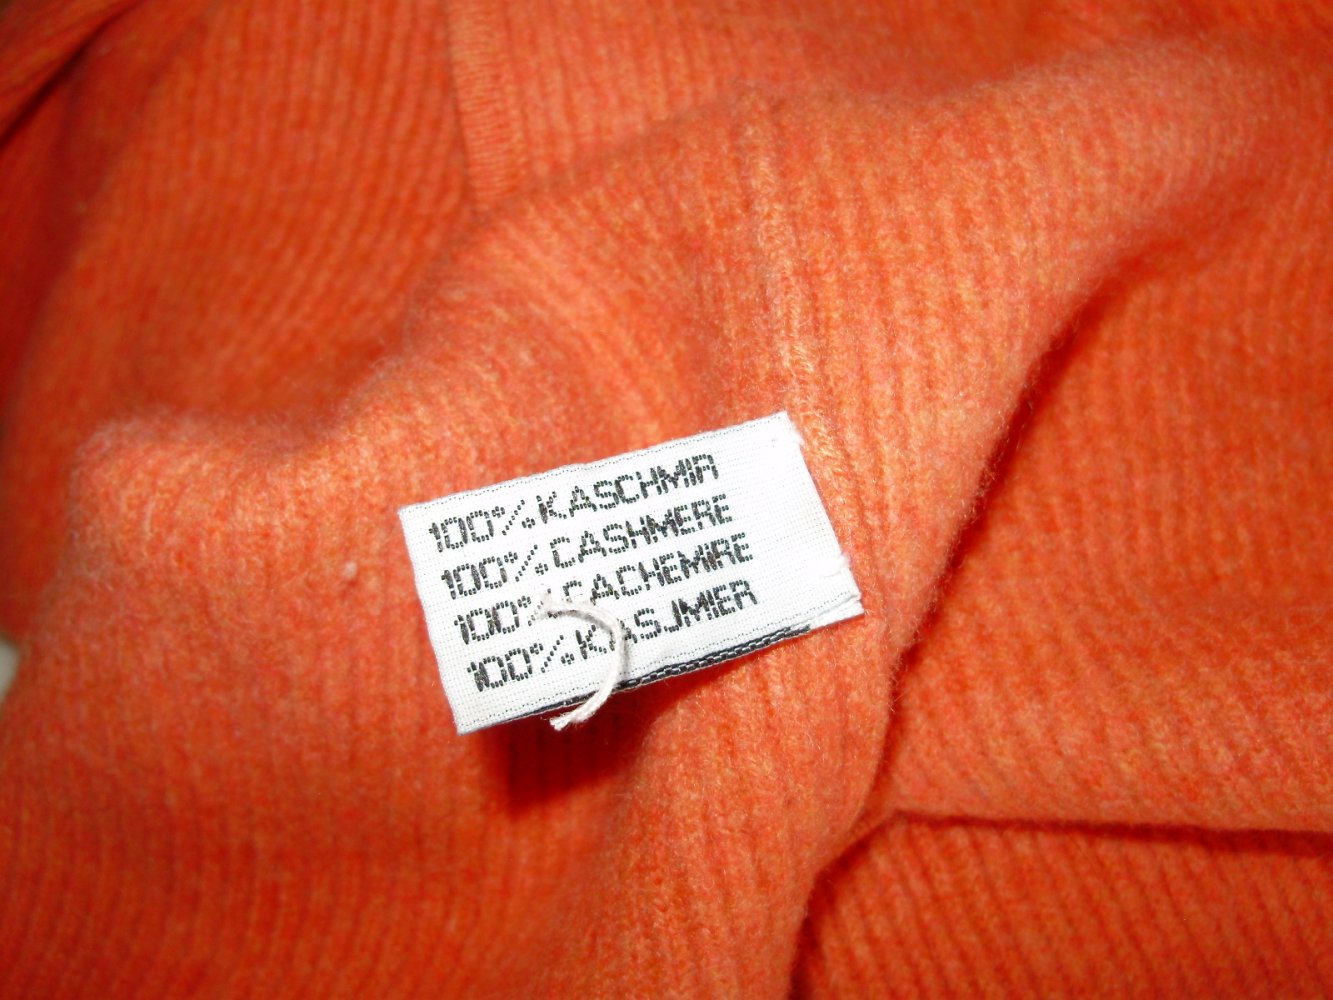 100% KASCHMIR
100% CASHMERE
100% CACHEMIRE
100% KASJMIER